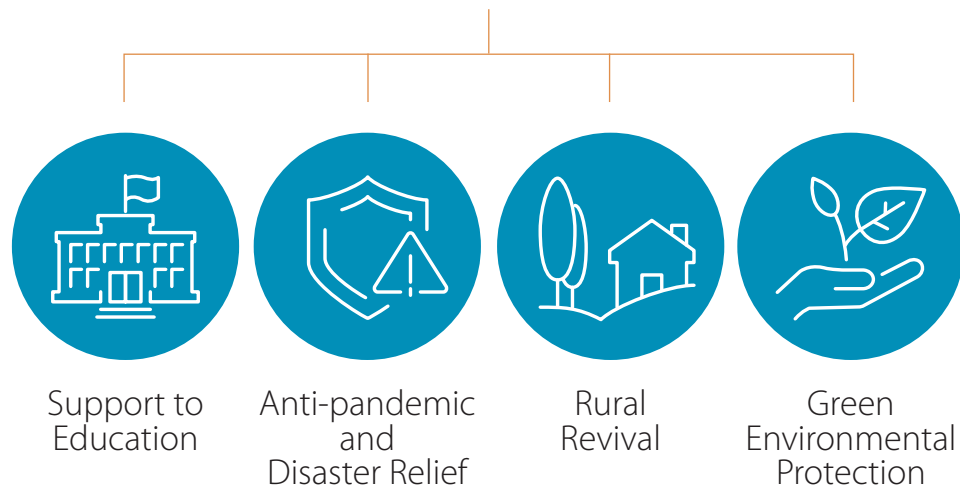 Support to
Education
Anti-pandemic
and
Disaster Relief
Rural
Revival
Green
Environmental
Protection